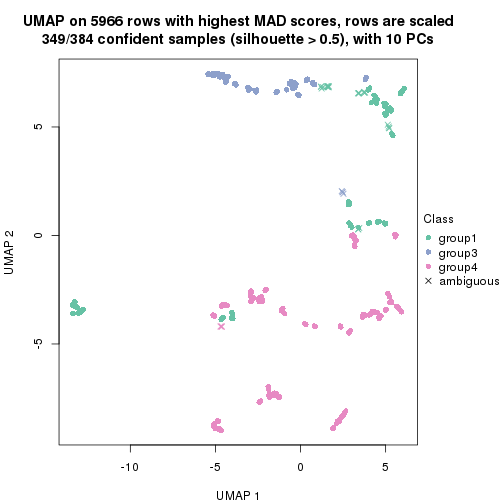 UMAP on 5966 rows with highest MAD scores, rows are scaled
349/384 confident samples (silhouette > 0.5), with 10 PCs
5
0
-5
UMAP 2
-10
-5
0
5
UMAP 1
Class
group1
group3
group4
ambiguous